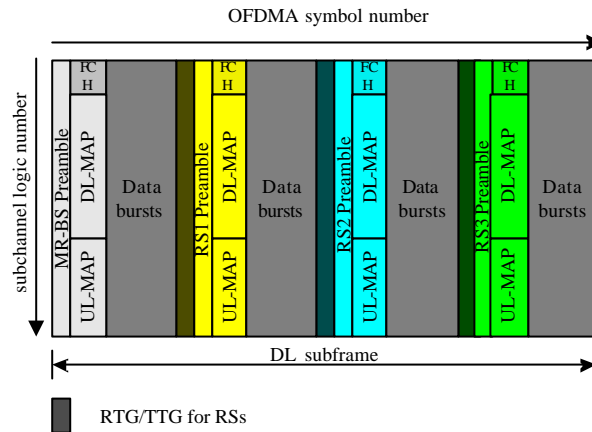 OFDMA symbol number
subchannel logic number
MR-BS Preamble
FC
H
DL-MAP
UL-MAP
Data
bursts
RS1 Preamble
FC
H
DL-MAP
UL-MAP
Data
bursts
RS2 Preamble
FC
H
DL-MAP
UL-MAP
Data
bursts
RS3 Preamble
FC
H
DL-MAP
UL-MAP
Data
bursts
DL subframe
RTG/TTG for RSs